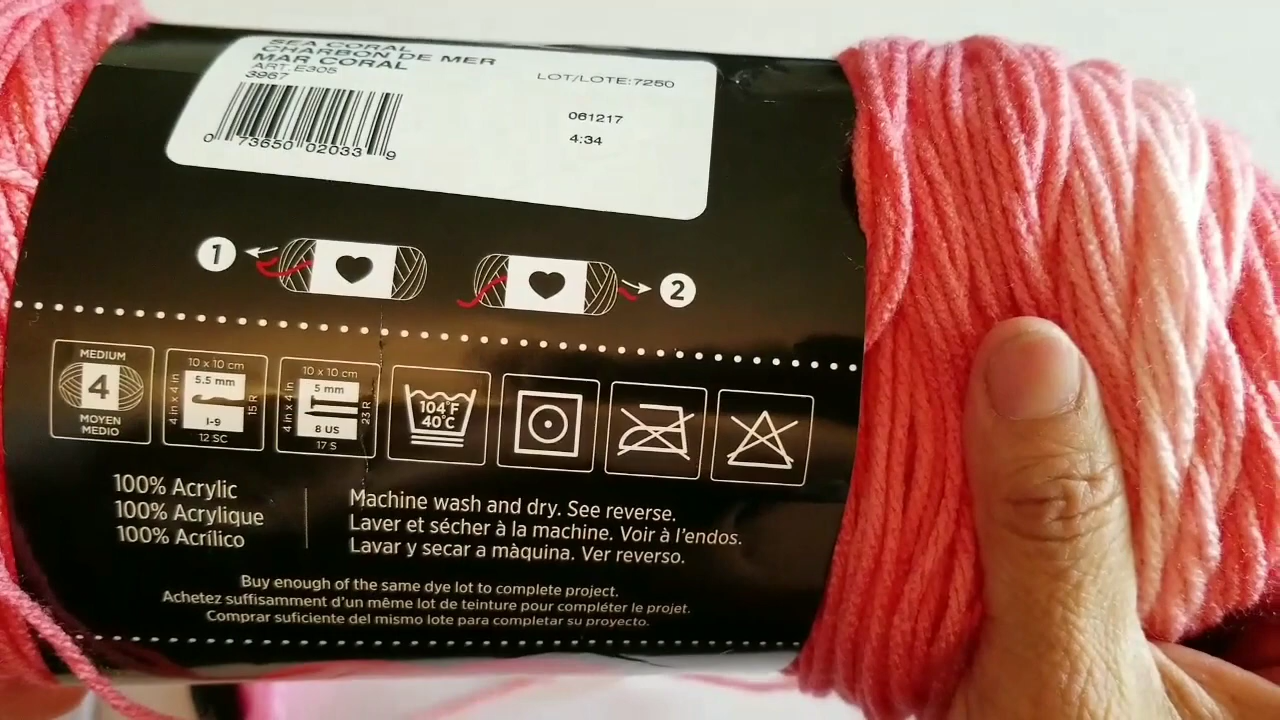 SEA CORAL
CHARBON DE MER
MAR CORAL
ART.E305
3967
LOT/LOTE:7250
061217
4:34
0 73650 02033 9
1
2
MEDIUM
4
MOYEN
MEDIO
10 x 10 cm
4 in x 4 in
5.5 mm
I-9
15 R
12 SC
10 x 10 cm
4 in x 4 in
5 mm
8 US
23 R
17 S
104°F
40°C
100% Acrylic
100% Acrylique
100% Acrílico
Machine wash and dry. See reverse.
Laver et sécher à la machine. Voir à l'endos.
Lavar y secar a màquina. Ver reverso.
Buy enough of the same dye lot to complete project.
Achetez suffisamment d'un même lot de teinture pour compléter le projet.
Comprar suficiente del mismo lote para completar su proyecto.